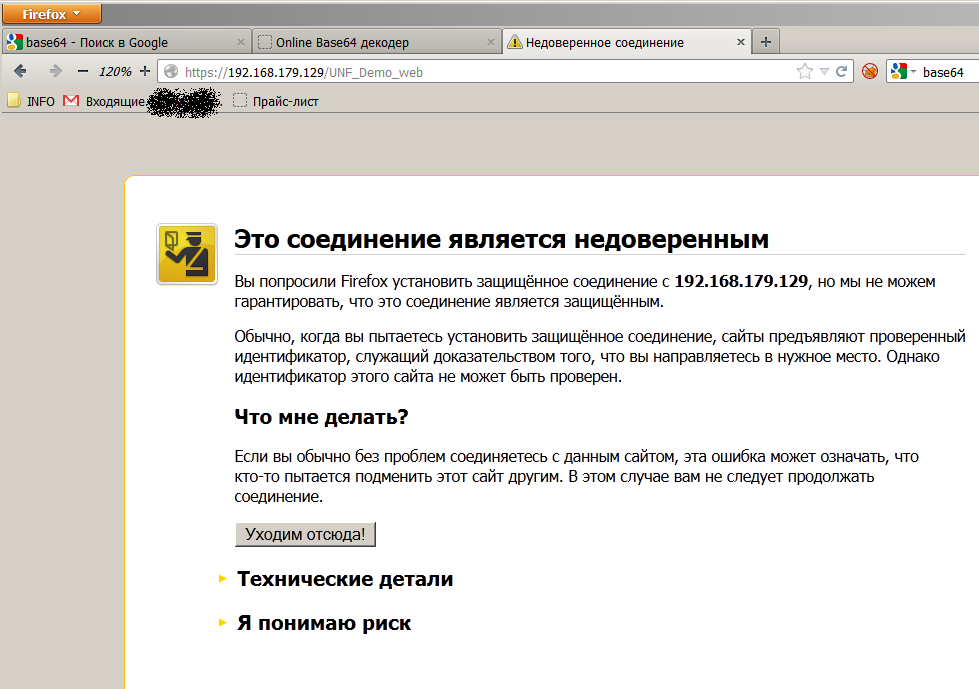 Firefox
base64 - Поиск в Google
Online Base64 декодер
Недоверенное соединение
120%
https://192.168.179.129/UNF_Demo_web
base64
INFO
Входящие
Прайс-лист
Это соединение является недоверенным
Вы попросили Firefox установить защищённое соединение с 192.168.179.129, но мы не можем
гарантировать, что это соединение является защищённым.
Обычно, когда вы пытаетесь установить защищённое соединение, сайты предъявляют проверенный
идентификатор, служащий доказательством того, что вы направляетесь в нужное место. Однако
идентификатор этого сайта не может быть проверен.
Что мне делать?
Если вы обычно без проблем соединяетесь с данным сайтом, эта ошибка может означать, что
кто-то пытается подменить этот сайт другим. В этом случае вам не следует продолжать
соединение.
Уходим отсюда!
Технические детали
Я понимаю риск